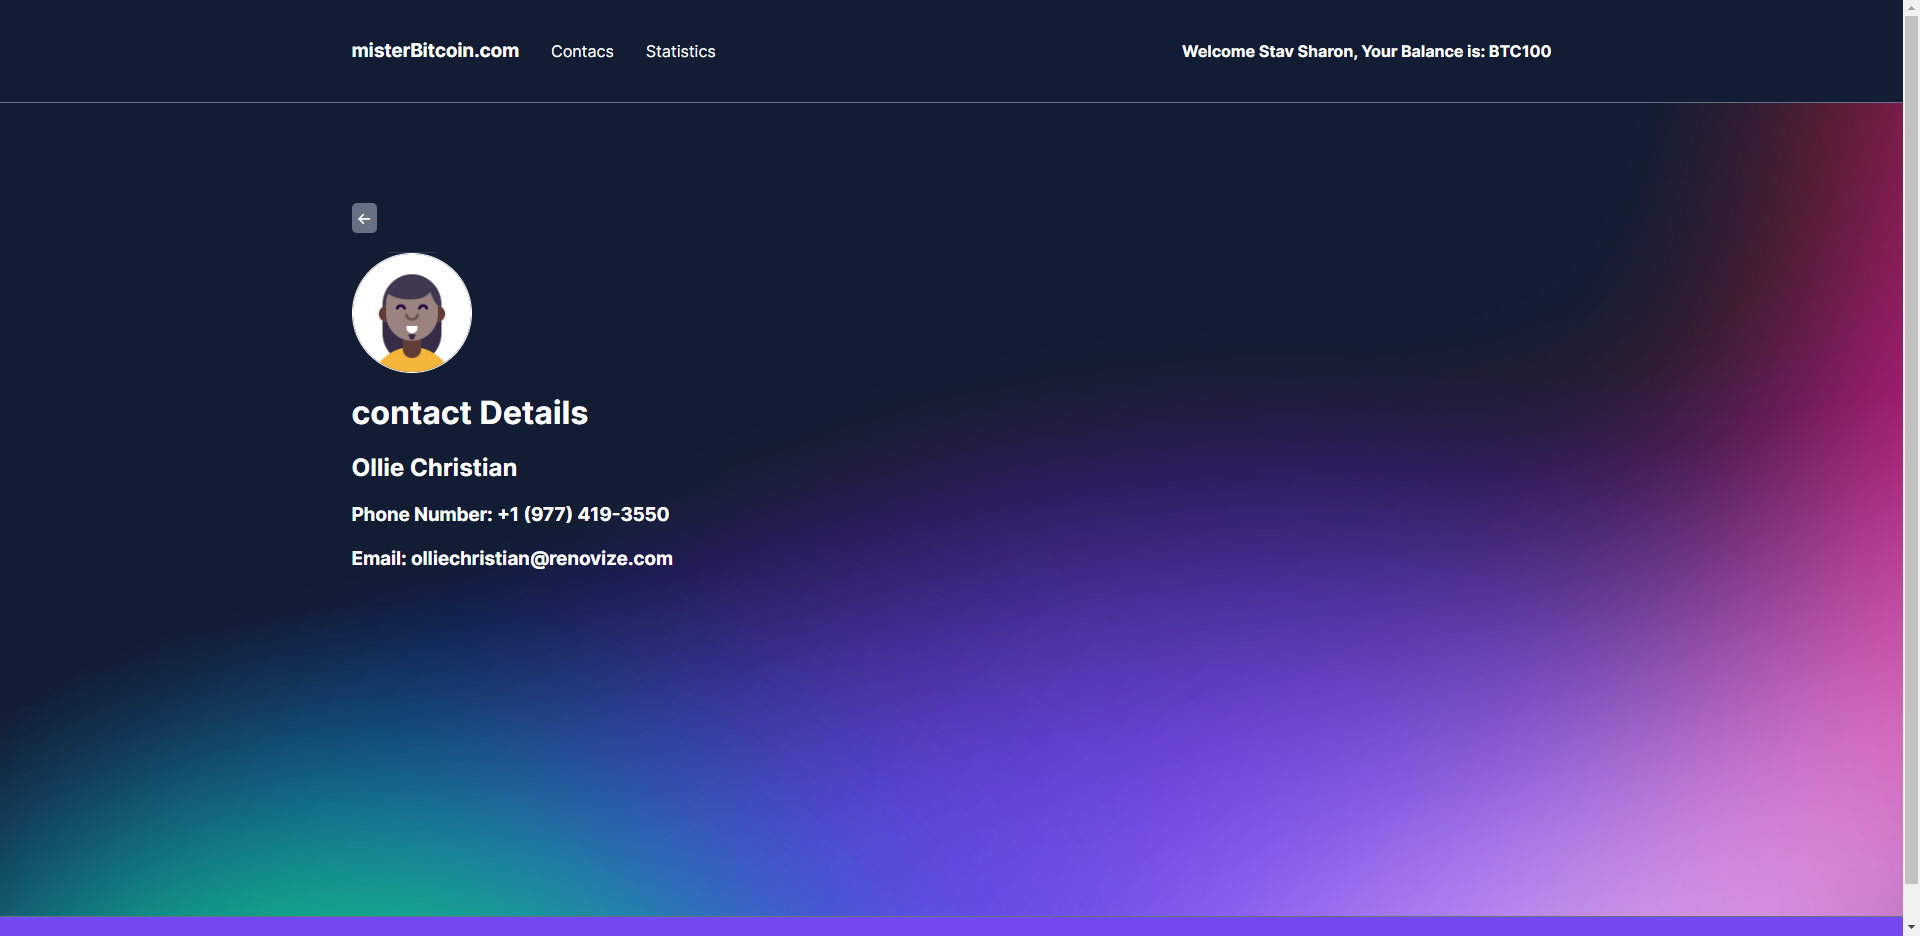 misterBitcoin.com Contacs Statistics Welcome Stav Sharon, Your Balance is: BTC100
contact Details
Ollie Christian
Phone Number: +1 (977) 419-3550
Email: olliechristian@renovize.com